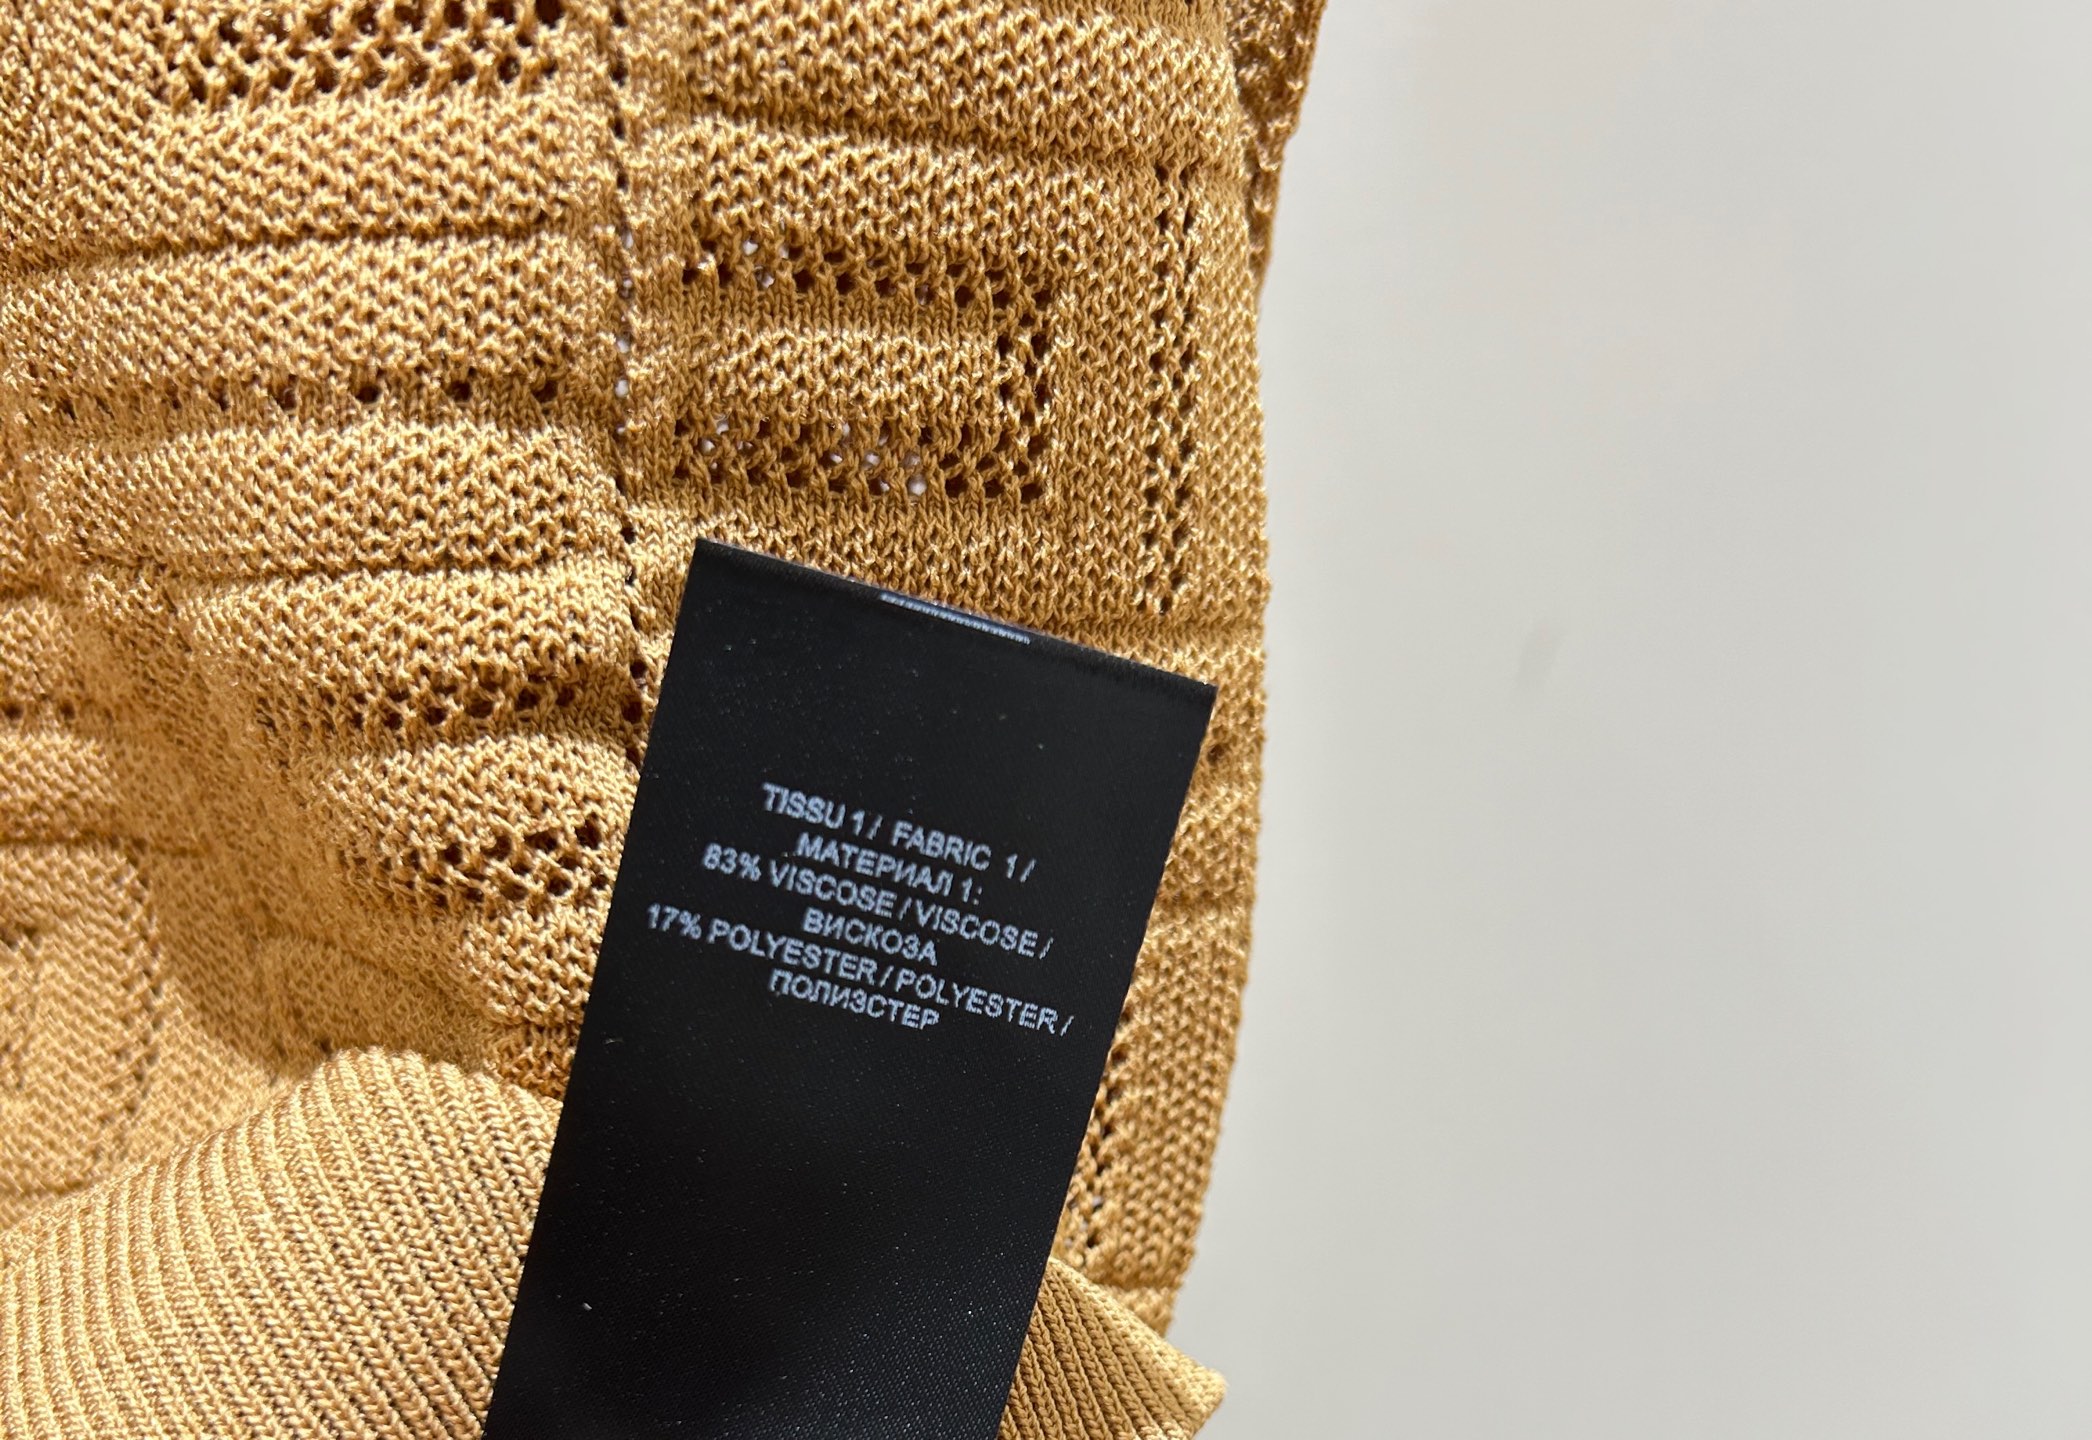 TISSU 1 / FABRIC 1 /
МАТЕРИАЛ 1:
83% VISCOSE / VISCOSE /
ВИСКОЗА
17% POLYESTER / POLYESTER /
ПОЛИЭСТЕР